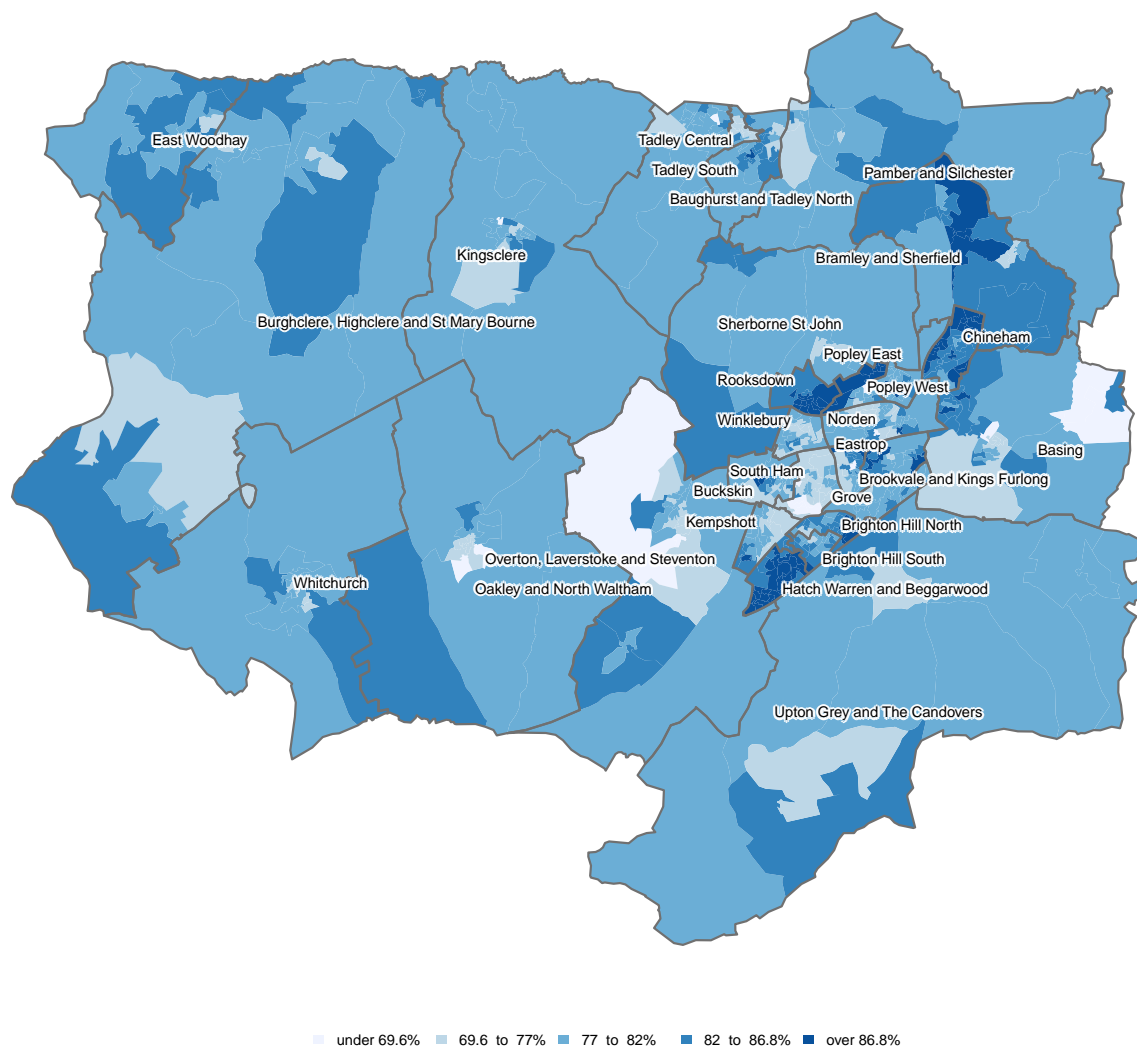 East Woodhay
Tadley Central
Tadley South
Pamber and Silchester
Baughurst and Tadley North
Kingsclere
Bramley and Sherfield
Burghclere, Highclere and St Mary Bourne
Sherborne St John
Chineham
Popley East
Rooksdown
Popley West
Winklebury
Norden
Eastrop
Basing
South Ham
Brookvale and Kings Furlong
Buckskin
Grove
Kempshott
Brighton Hill North
Overton, Laverstoke and Steventon
Brighton Hill South
Whitchurch
Oakley and North Waltham
Hatch Warren and Beggarwood
Upton Grey and The Candovers
under 69.6% 69.6 to 77% 77 to 82% 82 to 86.8% over 86.8%